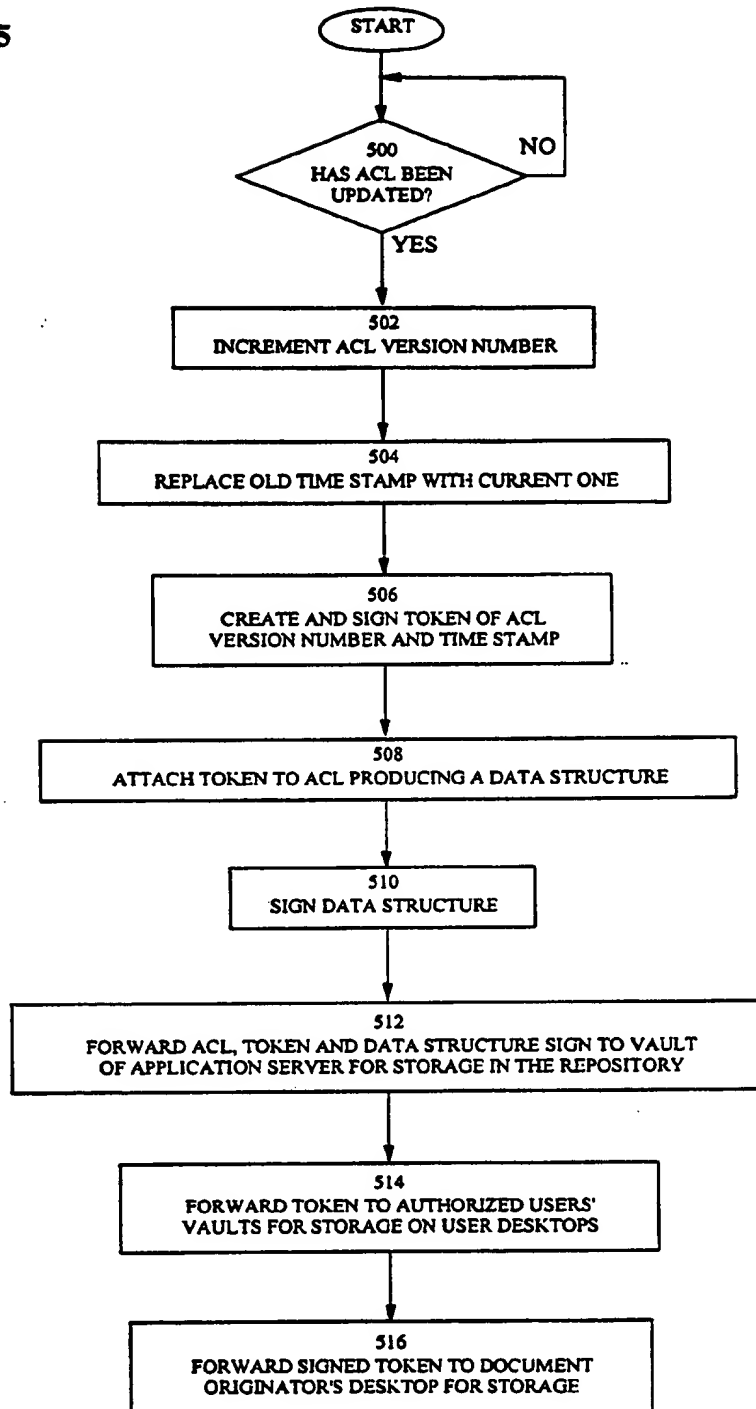 5
START
500
HAS ACL BEEN
UPDATED?
NO
YES
502
INCREMENT ACL VERSION NUMBER
504
REPLACE OLD TIME STAMP WITH CURRENT ONE
506
CREATE AND SIGN TOKEN OF ACL
VERSION NUMBER AND TIME STAMP
508
ATTACH TOKEN TO ACL PRODUCING A DATA STRUCTURE
510
SIGN DATA STRUCTURE
512
FORWARD ACL, TOKEN AND DATA STRUCTURE SIGN TO VAULT
OF APPLICATION SERVER FOR STORAGE IN THE REPOSITORY
514
FORWARD TOKEN TO AUTHORIZED USERS'
VAULTS FOR STORAGE ON USER DESKTOPS
516
FORWARD SIGNED TOKEN TO DOCUMENT
ORIGINATOR'S DESKTOP FOR STORAGE